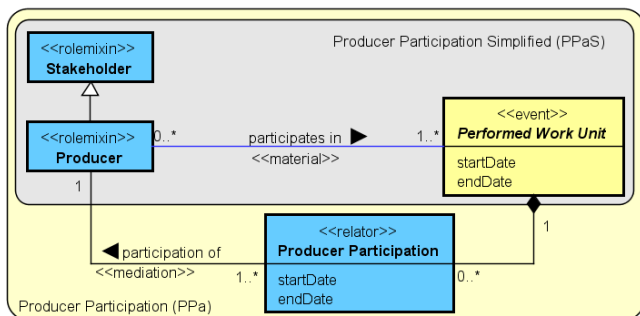 Producer Participation Simplified (PPaS)
<<rolemixin>>
Stakeholder
<<rolemixin>>
Producer
0..*
participates in
<<material>>
1..*
<<event>>
Performed Work Unit
startDate
endDate
1
1
participation of
<<mediation>>
1..*
<<relator>>
Producer Participation
startDate
endDate
0..*
Producer Participation (PPa)